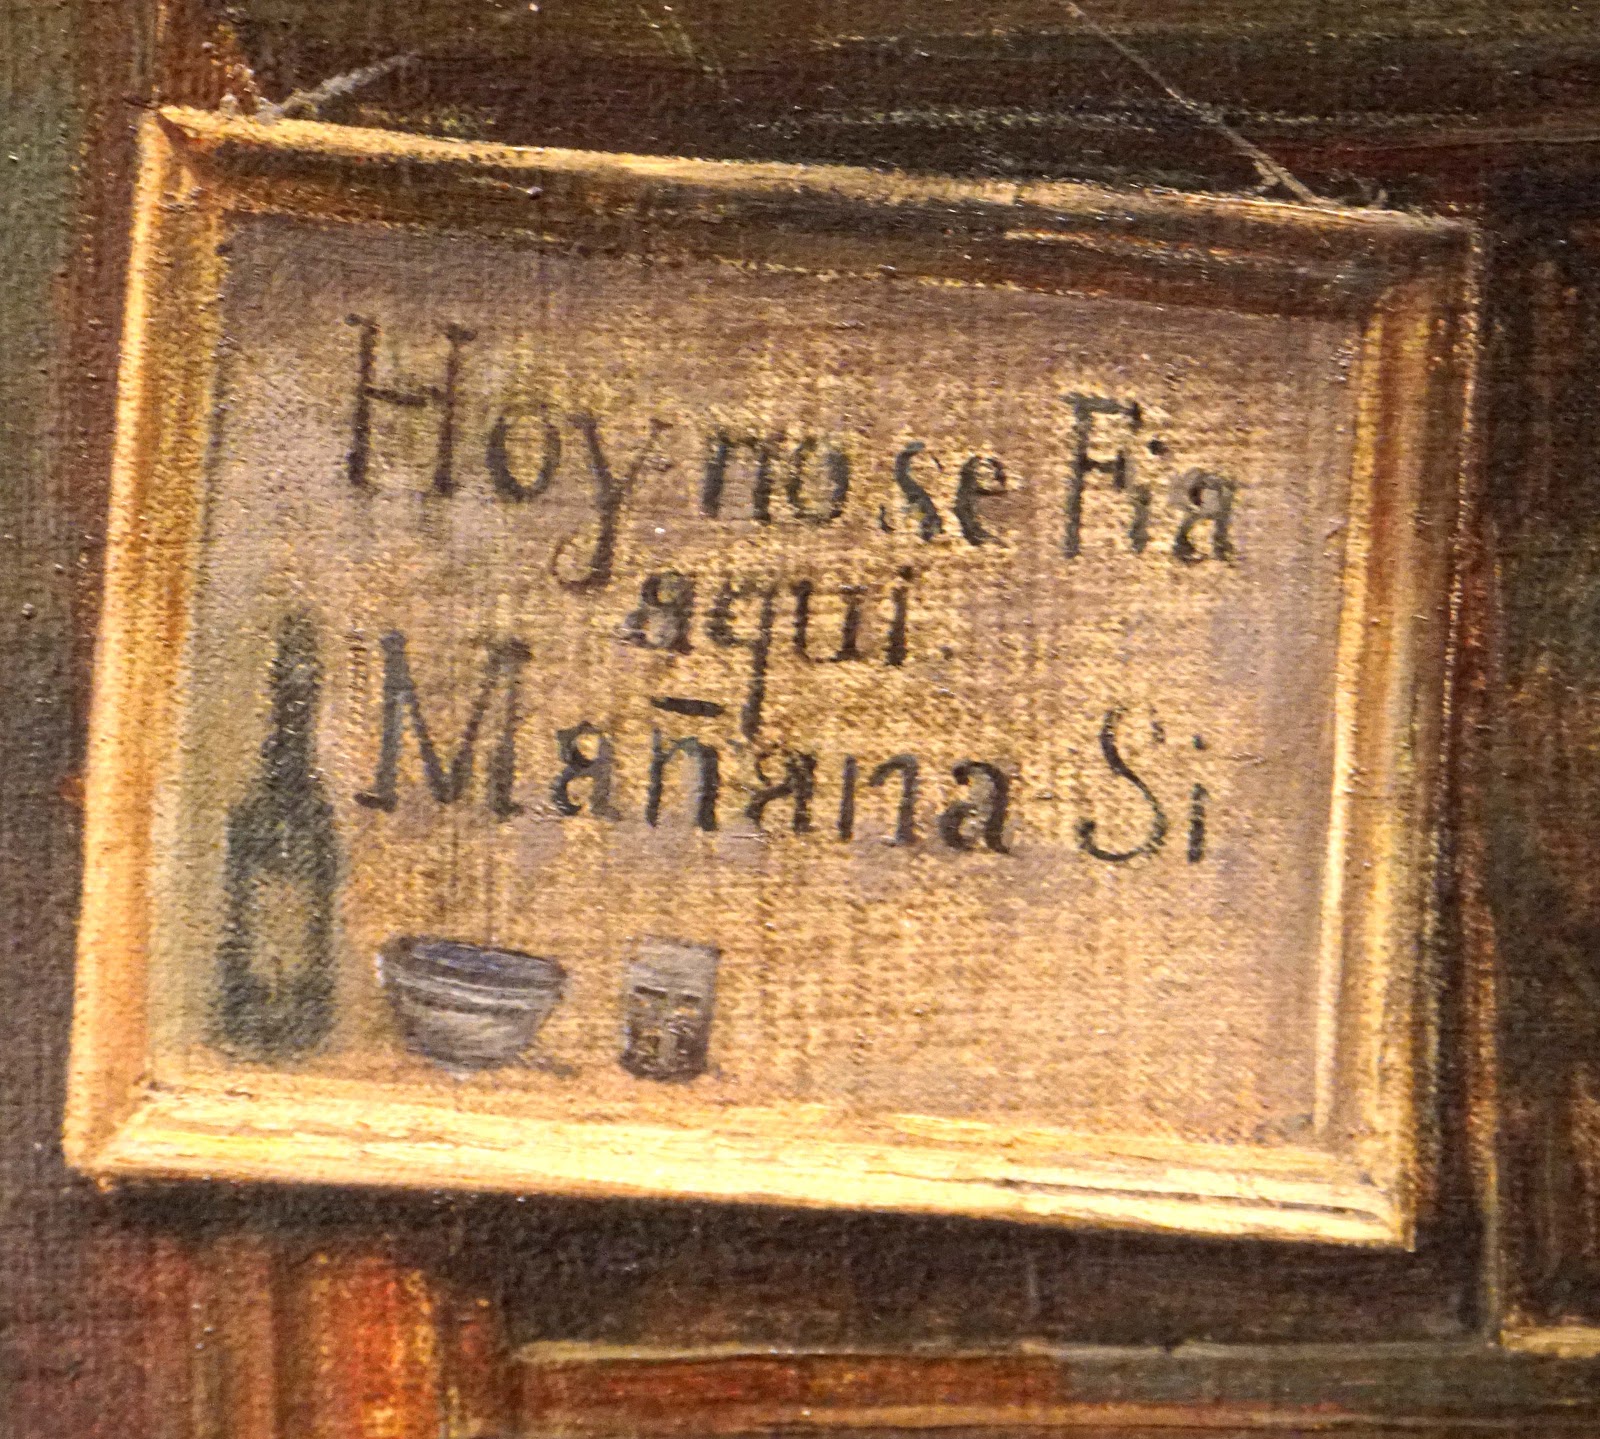 Hoy no se Fia
aqui.
Mañana Si